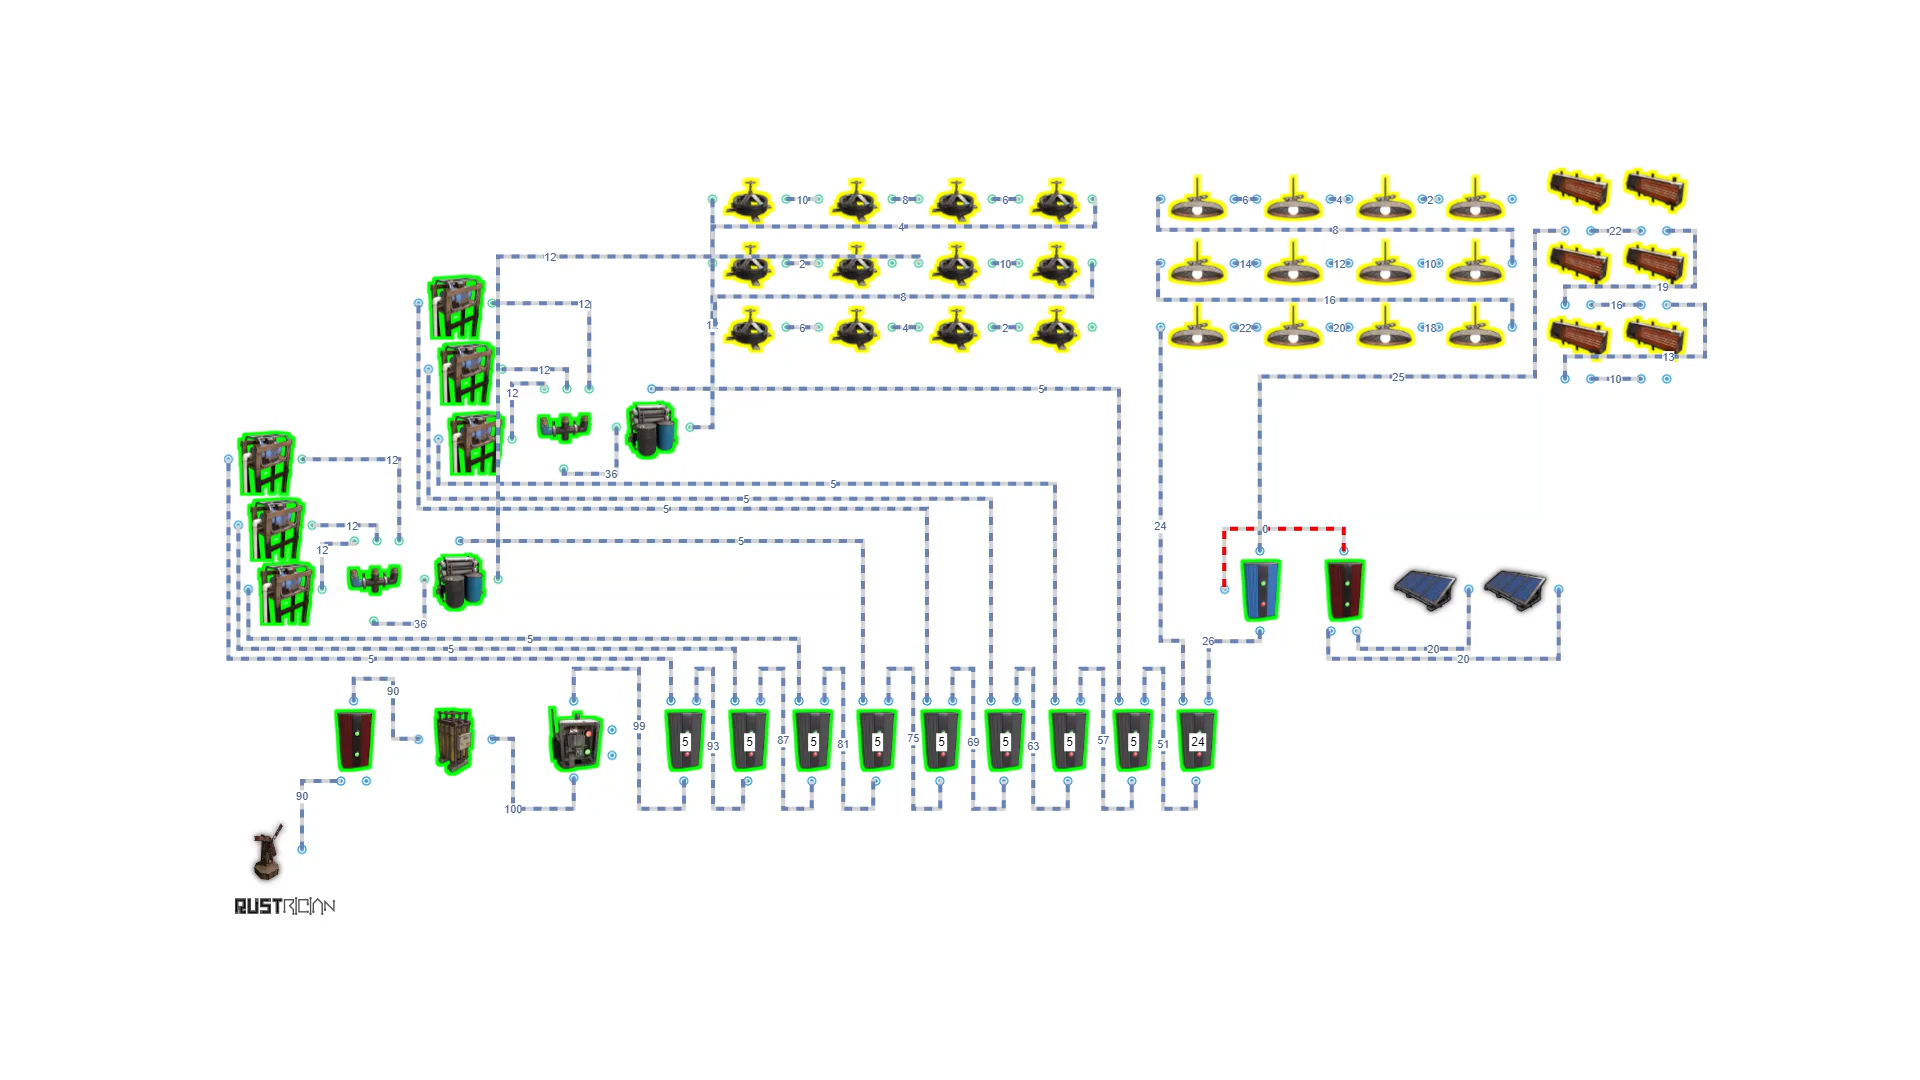 10 8 6 6 4 2
4 8 22
12 2 10 14 12 10
8 16 19
12 16
6 4 2 22 20 18
13
12 25 10
12 5
12
36
5
12 5
12 5 24 0
12
5
36
5 26
5 20
5 20
90
99 5 93 5 87 5 81 5 75 5 69 5 63 5 57 5 51 24
90 100
RUSTRICIAN